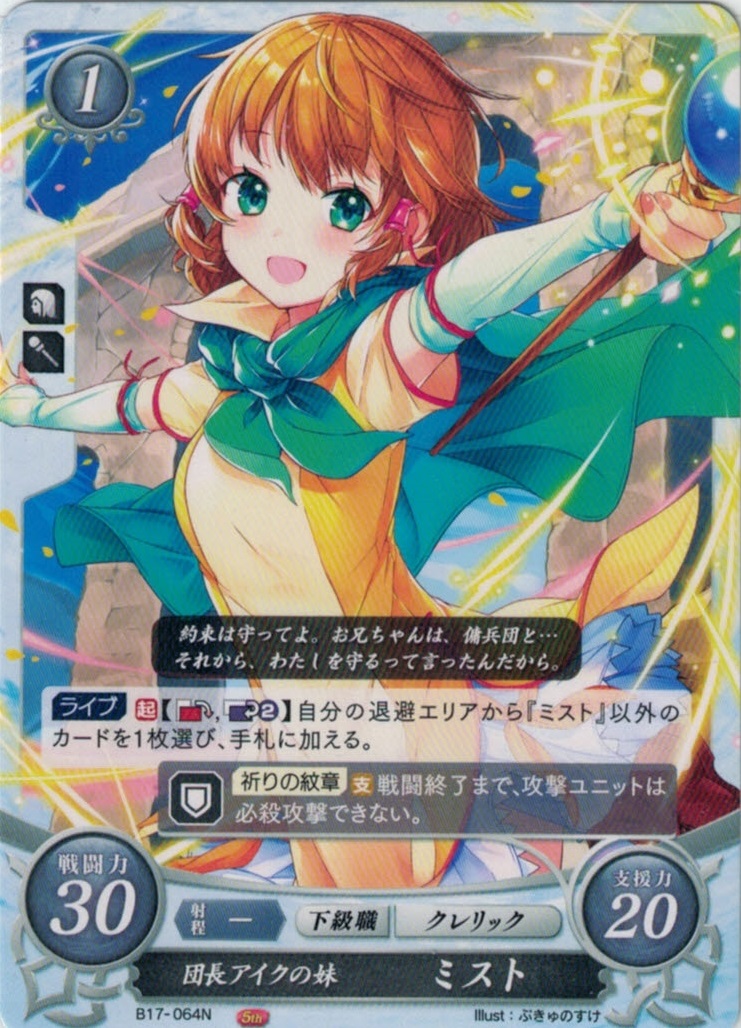 1
約束は守ってよ。お兄ちゃんは、傭兵団と…
それから、わたしを守るって言ったんだから。
ライブ 起【 , 2】自分の退避エリアから『ミスト』以外の
カードを1枚選び、手札に加える。
祈りの紋章 支 戦闘終了まで、攻撃ユニットは
必殺攻撃できない。
戦闘力
30
射程 —
下級職 クレリック
支援力
20
団長アイクの妹 ミスト
B17-064N 5th Illust：ぷきゅのすけ